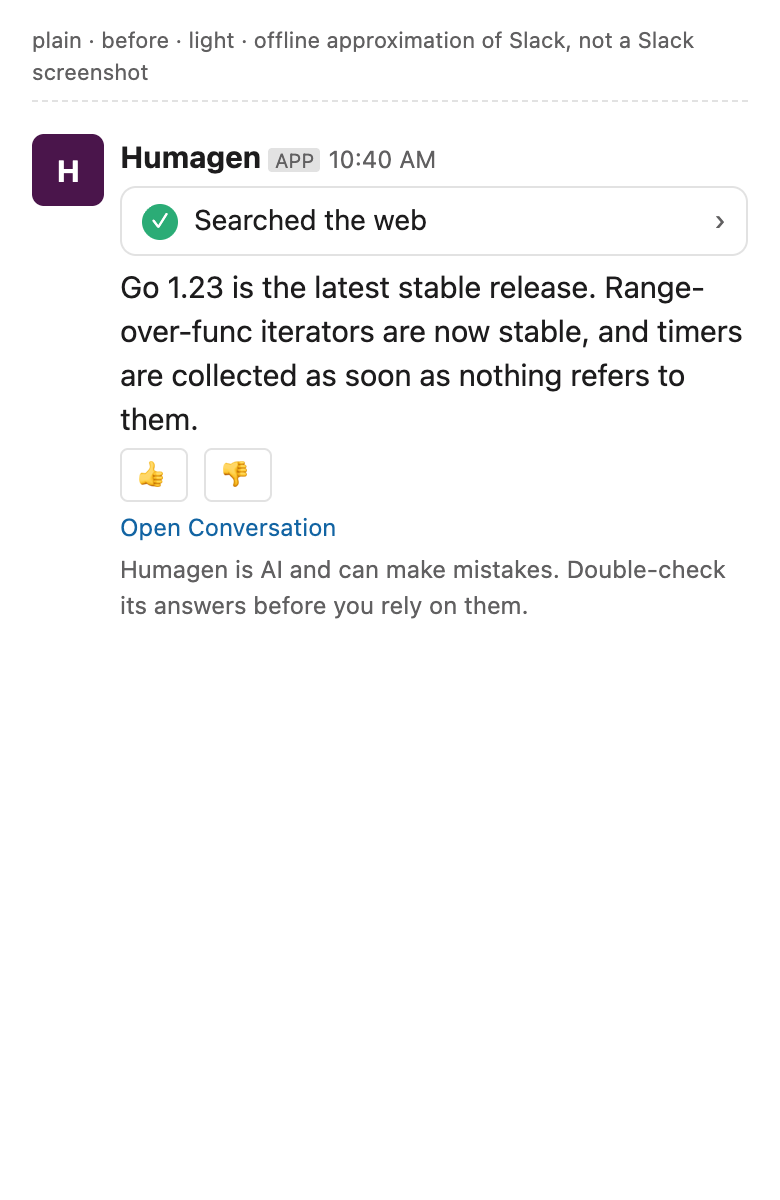 plain · before · light · offline approximation of Slack, not a Slack
screenshot
H
Humagen APP 10:40 AM
Searched the web
Go 1.23 is the latest stable release. Range-
over-func iterators are now stable, and timers
are collected as soon as nothing refers to
them.
Open Conversation
Humagen is AI and can make mistakes. Double-check
its answers before you rely on them.